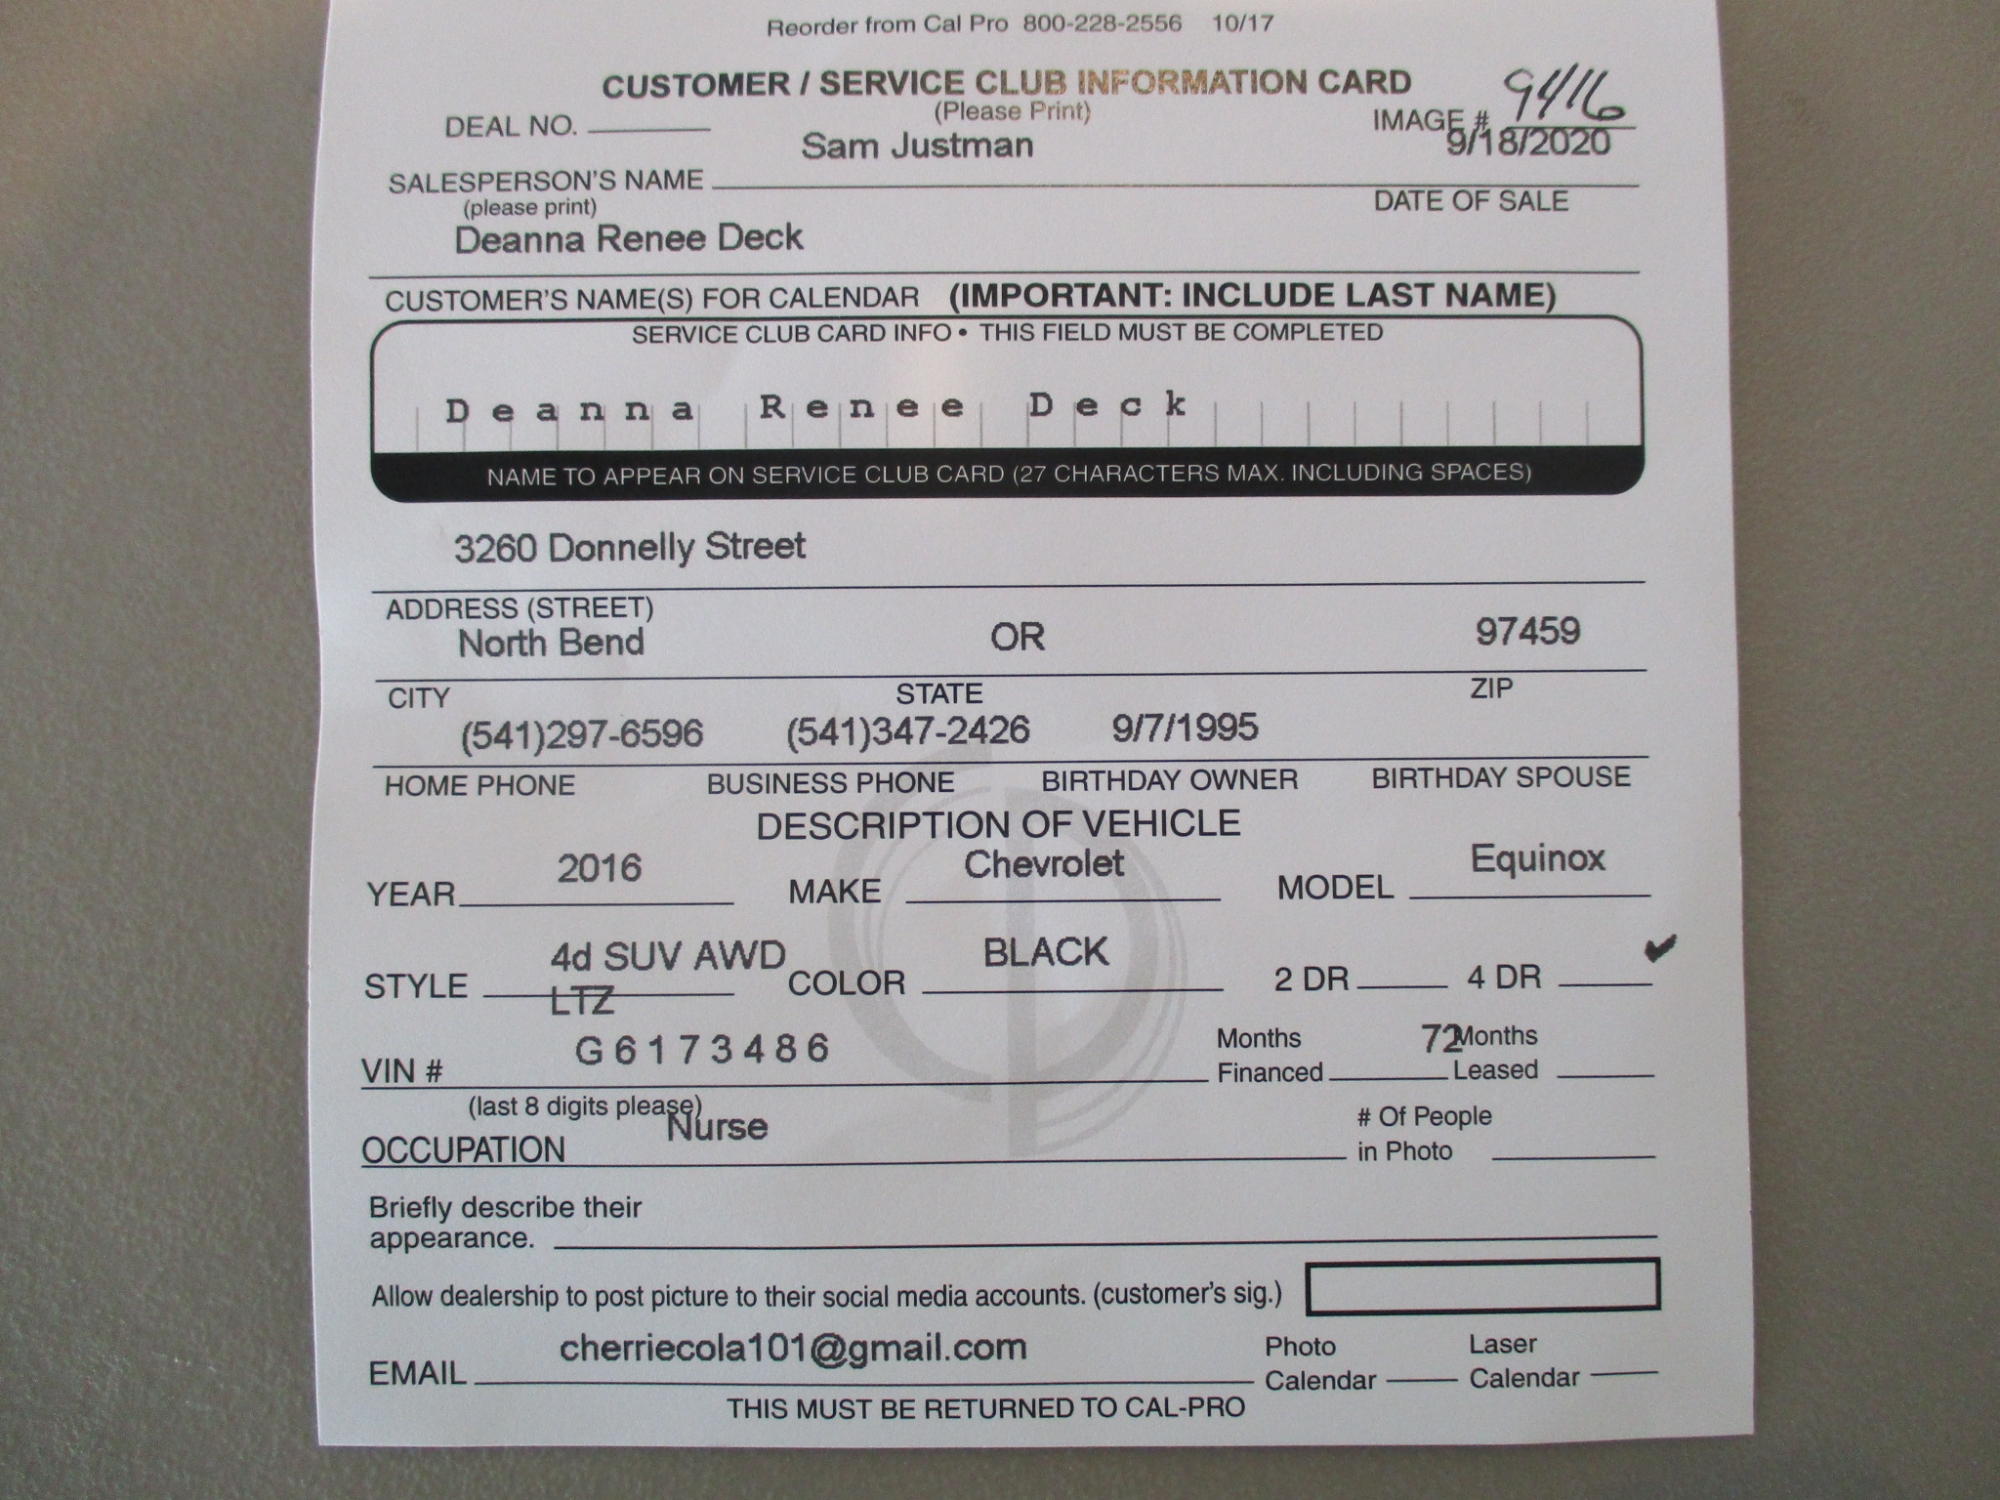 Reorder from Cal Pro 800-228-2556 10/17
CUSTOMER / SERVICE CLUB INFORMATION CARD
(Please Print)
DEAL NO.
IMAGE # 9416
Sam Justman
9/18/2020
SALESPERSON'S NAME
(please print)
DATE OF SALE
Deanna Renee Deck
CUSTOMER'S NAME(S) FOR CALENDAR (IMPORTANT: INCLUDE LAST NAME)
SERVICE CLUB CARD INFO • THIS FIELD MUST BE COMPLETED
Deanna Renee Deck
NAME TO APPEAR ON SERVICE CLUB CARD (27 CHARACTERS MAX. INCLUDING SPACES)
3260 Donnelly Street
ADDRESS (STREET)
North Bend OR 97459
CITY STATE ZIP
(541)297-6596 (541)347-2426 9/7/1995
HOME PHONE BUSINESS PHONE BIRTHDAY OWNER BIRTHDAY SPOUSE
DESCRIPTION OF VEHICLE
YEAR 2016 MAKE Chevrolet MODEL Equinox
STYLE 4d SUV AWD LTZ COLOR BLACK 2 DR 4 DR ✔
VIN # G6173486 Months Financed 72 Months Leased
(last 8 digits please)
OCCUPATION Nurse # Of People in Photo
Briefly describe their
appearance.
Allow dealership to post picture to their social media accounts. (customer's sig.)
EMAIL cherriecola101@gmail.com Photo Calendar Laser Calendar
THIS MUST BE RETURNED TO CAL-PRO